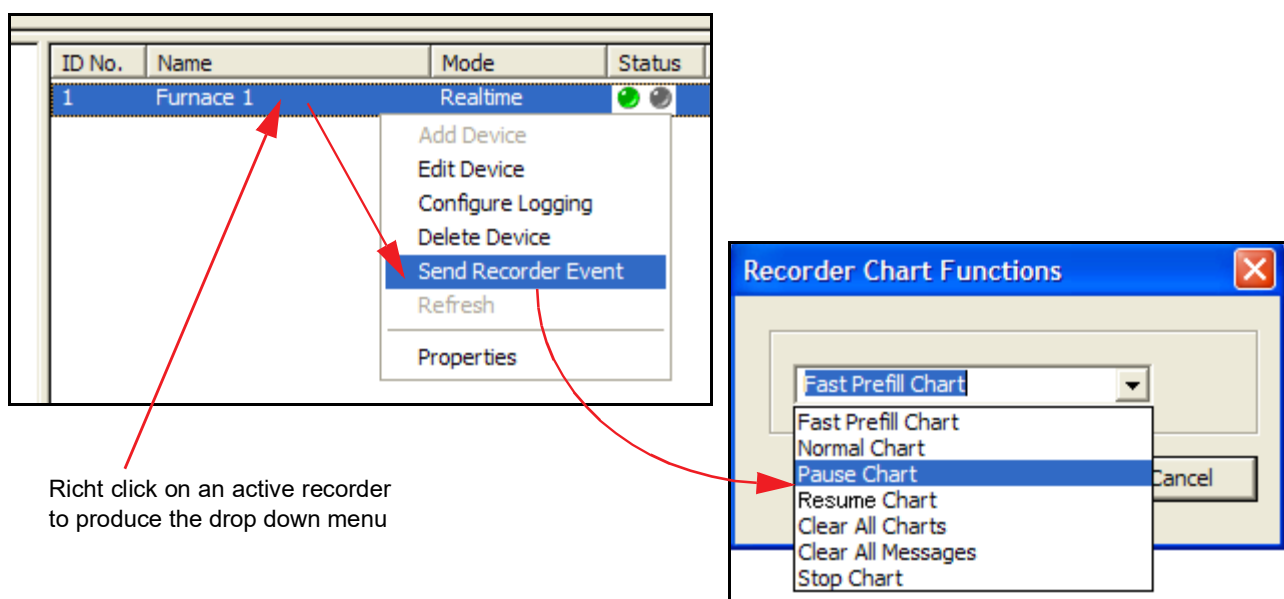 ID No. Name Mode Status
1 Furnace 1 Realtime
Add Device
Edit Device
Configure Logging
Delete Device
Send Recorder Event
Refresh
Properties
Richt click on an active recorder
to produce the drop down menu
Recorder Chart Functions
Fast Prefill Chart
Fast Prefill Chart
Normal Chart
Pause Chart
Resume Chart
Clear All Charts
Clear All Messages
Stop Chart
Cancel